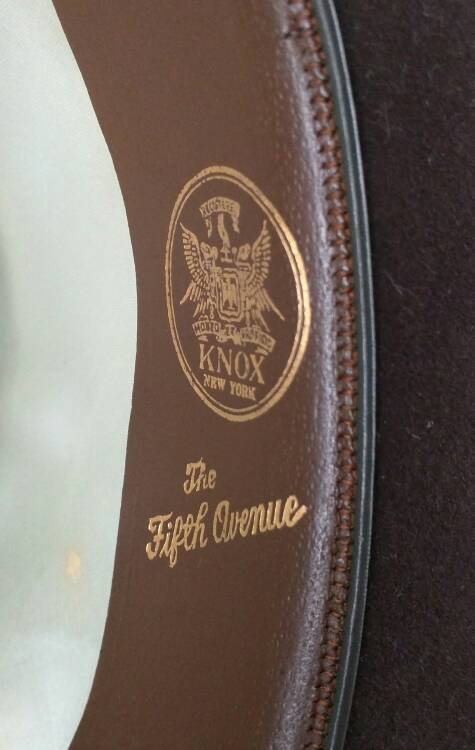 KNOX
NEW YORK
The
Fifth Avenue